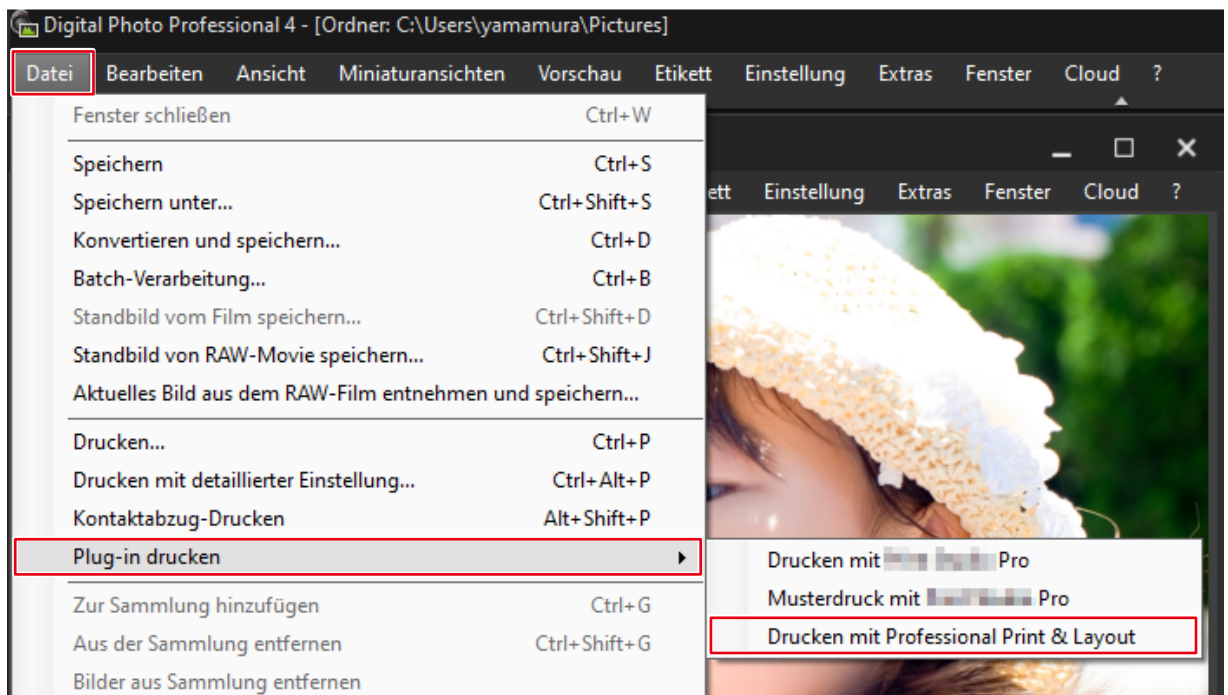 Digital Photo Professional 4 - [Ordner: C:\Users\yamamura\Pictures]
Datei Bearbeiten Ansicht Miniaturansichten Vorschau Etikett Einstellung Extras Fenster Cloud ?
Fenster schließen Ctrl+W
Speichern Ctrl+S
Speichern unter... Ctrl+Shift+S
ett Einstellung Extras Fenster Cloud ?
Konvertieren und speichern... Ctrl+D
Batch-Verarbeitung... Ctrl+B
Standbild vom Film speichern... Ctrl+Shift+D
Standbild von RAW-Movie speichern... Ctrl+Shift+J
Aktuelles Bild aus dem RAW-Film entnehmen und speichern...
Drucken... Ctrl+P
Drucken mit detaillierter Einstellung... Ctrl+Alt+P
Kontaktabzug-Drucken Alt+Shift+P
Plug-in drucken
Drucken mit Pro
Musterdruck mit Pro
Drucken mit Professional Print & Layout
Zur Sammlung hinzufügen Ctrl+G
Aus der Sammlung entfernen Ctrl+Shift+G
Bilder aus Sammlung entfernen